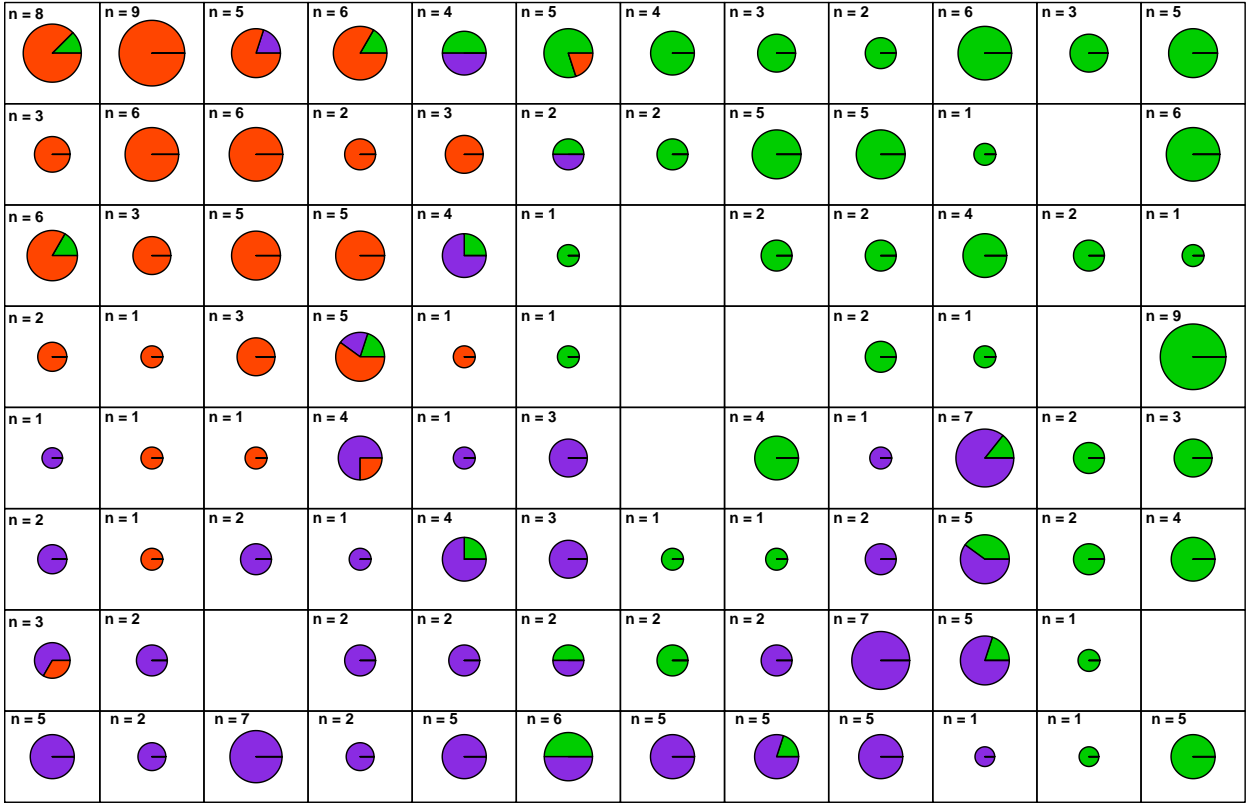 n = 8 n = 9 n = 5 n = 6 n = 4 n = 5 n = 4 n = 3 n = 2 n = 6 n = 3 n = 5
n = 3 n = 6 n = 6 n = 2 n = 3 n = 2 n = 2 n = 5 n = 5 n = 1 n = 6
n = 6 n = 3 n = 5 n = 5 n = 4 n = 1 n = 2 n = 2 n = 4 n = 2 n = 1
n = 2 n = 1 n = 3 n = 5 n = 1 n = 1 n = 2 n = 1 n = 9
n = 1 n = 1 n = 1 n = 4 n = 1 n = 3 n = 4 n = 1 n = 7 n = 2 n = 3
n = 2 n = 1 n = 2 n = 1 n = 4 n = 3 n = 1 n = 1 n = 2 n = 5 n = 2 n = 4
n = 3 n = 2 n = 2 n = 2 n = 2 n = 2 n = 2 n = 7 n = 5 n = 1
n = 5 n = 2 n = 7 n = 2 n = 5 n = 6 n = 5 n = 5 n = 5 n = 1 n = 1 n = 5